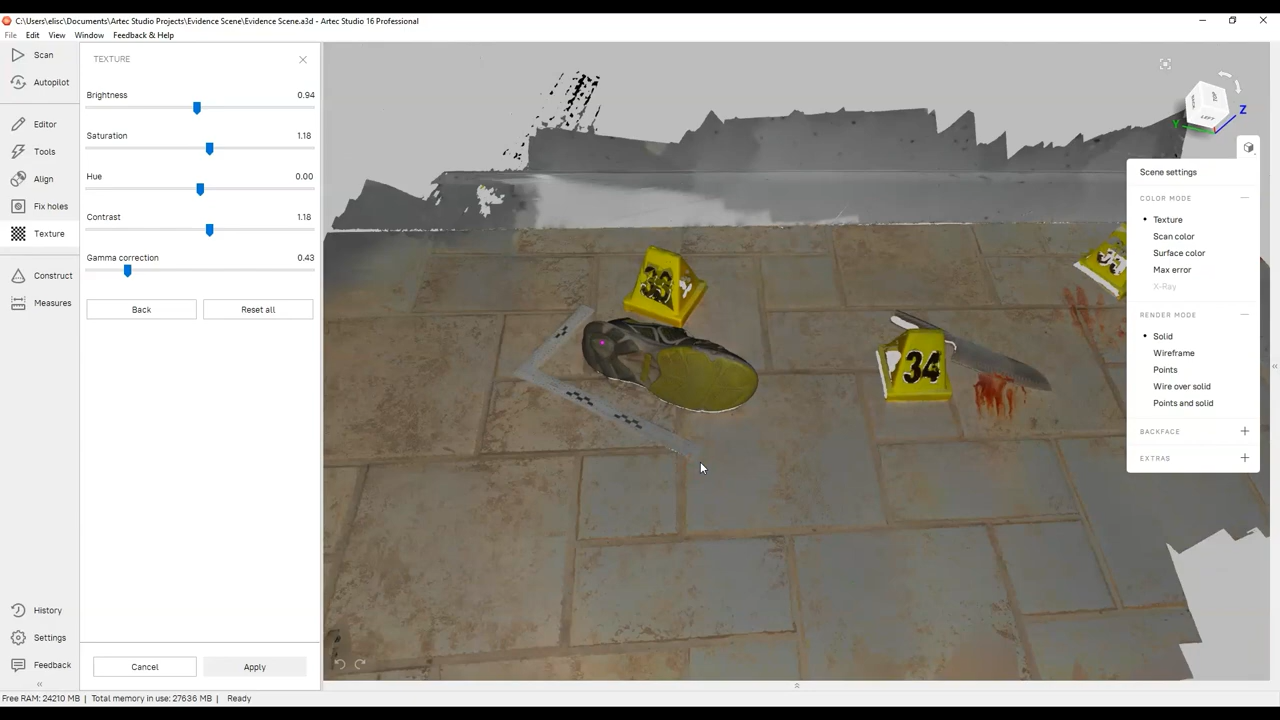 C:\Users\elisc\Documents\Artec Studio Projects\Evidence Scene\Evidence Scene.a3d - Artec Studio 16 Professional
File Edit View Window Feedback & Help
Scan
Autopilot
Editor
Tools
Align
Fix holes
Texture
Construct
Measures
History
Settings
Feedback
TEXTURE
Brightness 0.94
Saturation 1.18
Hue 0.00
Contrast 1.18
Gamma correction 0.43
Back Reset all
Cancel Apply
33
34
TOP
LEFT
Y
Z
Scene settings
COLOR MODE
Texture
Scan color
Surface color
Max error
X-Ray
RENDER MODE
Solid
Wireframe
Points
Wire over solid
Points and solid
BACKFACE
EXTRAS
Free RAM: 24210 MB | Total memory in use: 27636 MB | Ready